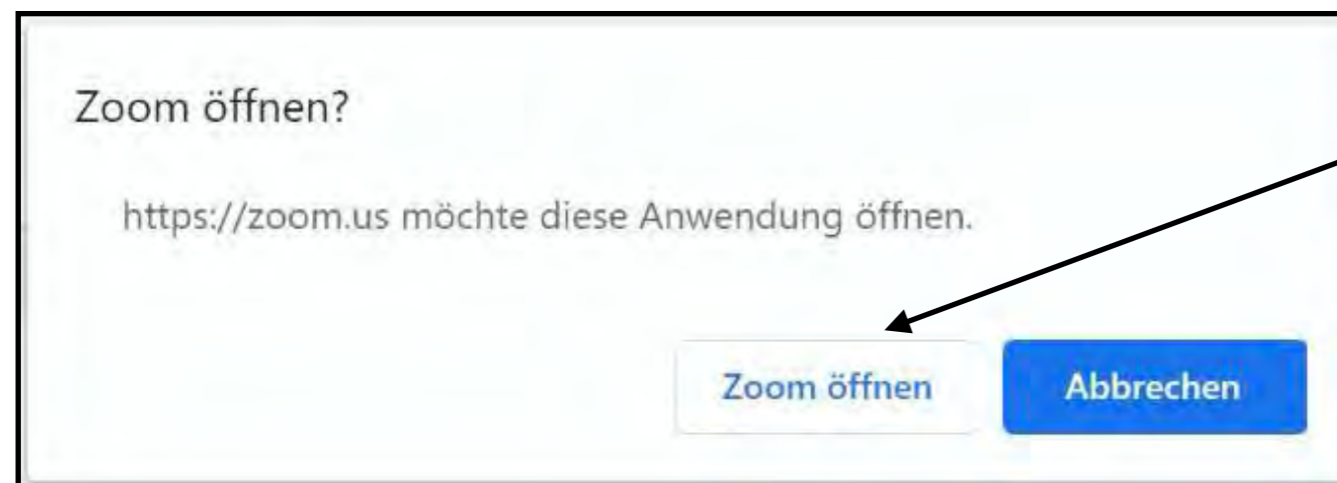 Zoom öffnen?
https://zoom.us möchte diese Anwendung öffnen.
Zoom öffnen
Abbrechen